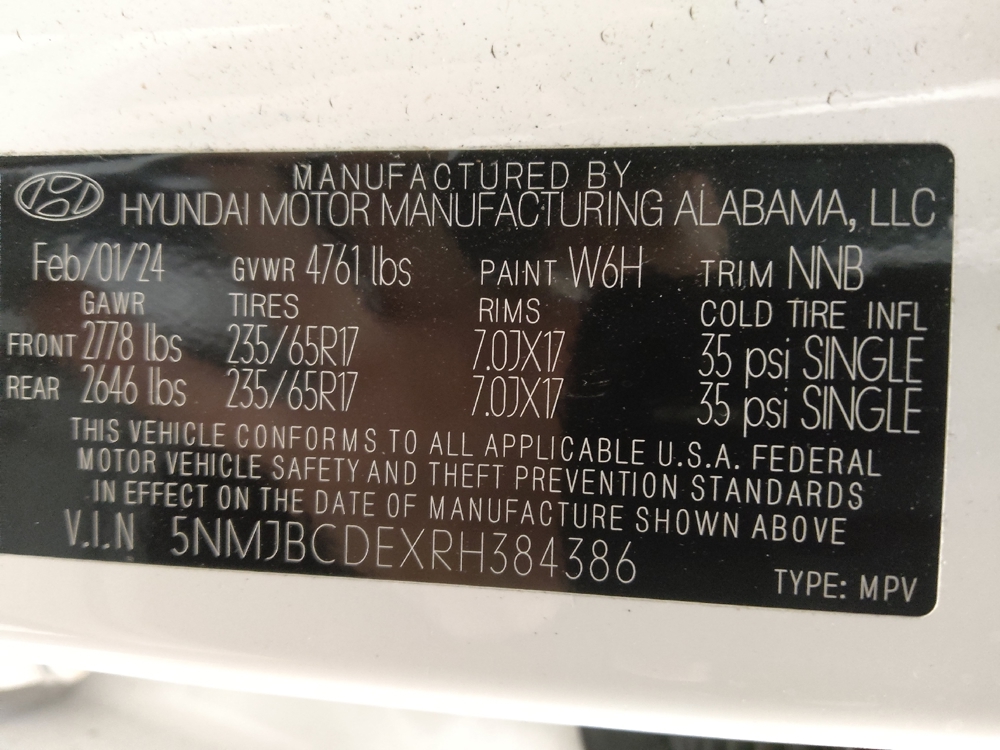 MANUFACTURED BY
HYUNDAI MOTOR MANUFACTURING ALABAMA, LLC
Feb/01/24 GVWR 4761 lbs PAINT W6H TRIM NNB
GAWR TIRES RIMS COLD TIRE INFL
FRONT 2778 lbs 235/65R17 7.0JX17 35 psi SINGLE
REAR 2646 lbs 235/65R17 7.0JX17 35 psi SINGLE
THIS VEHICLE CONFORMS TO ALL APPLICABLE U.S.A. FEDERAL
MOTOR VEHICLE SAFETY AND THEFT PREVENTION STANDARDS
IN EFFECT ON THE DATE OF MANUFACTURE SHOWN ABOVE
V.I.N 5NMJBCDEXRH384386
TYPE: MPV